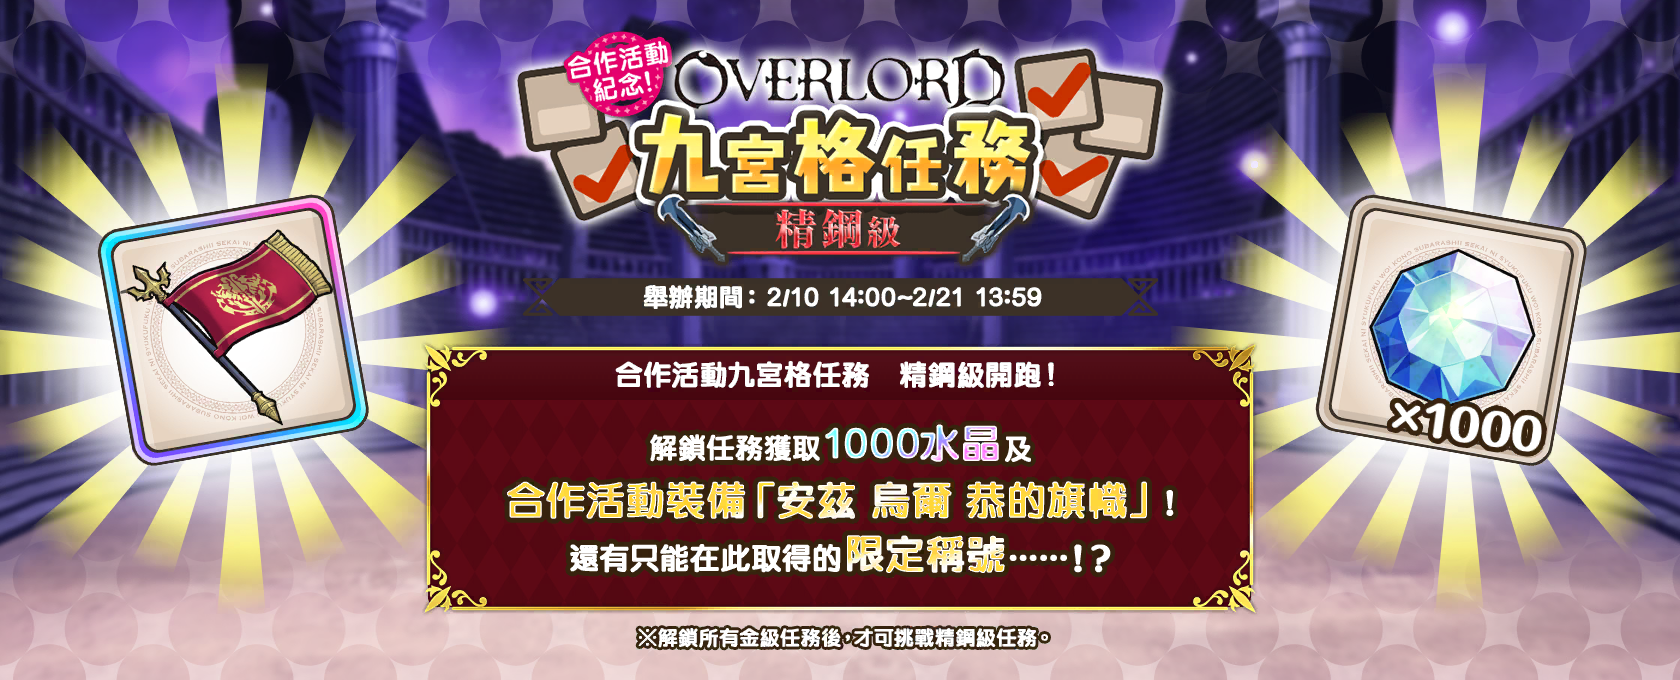 合作活動
紀念!
OVERLORD
九宮格任務
精鋼級
舉辦期間：2/10 14:00~2/21 13:59
合作活動九宮格任務　精鋼級開跑！
解鎖任務獲取1000水晶及
合作活動裝備「安茲 烏爾 恭的旗幟」！
還有只能在此取得的限定稱號……！？
×1000
※解鎖所有金級任務後，才可挑戰精鋼級任務。